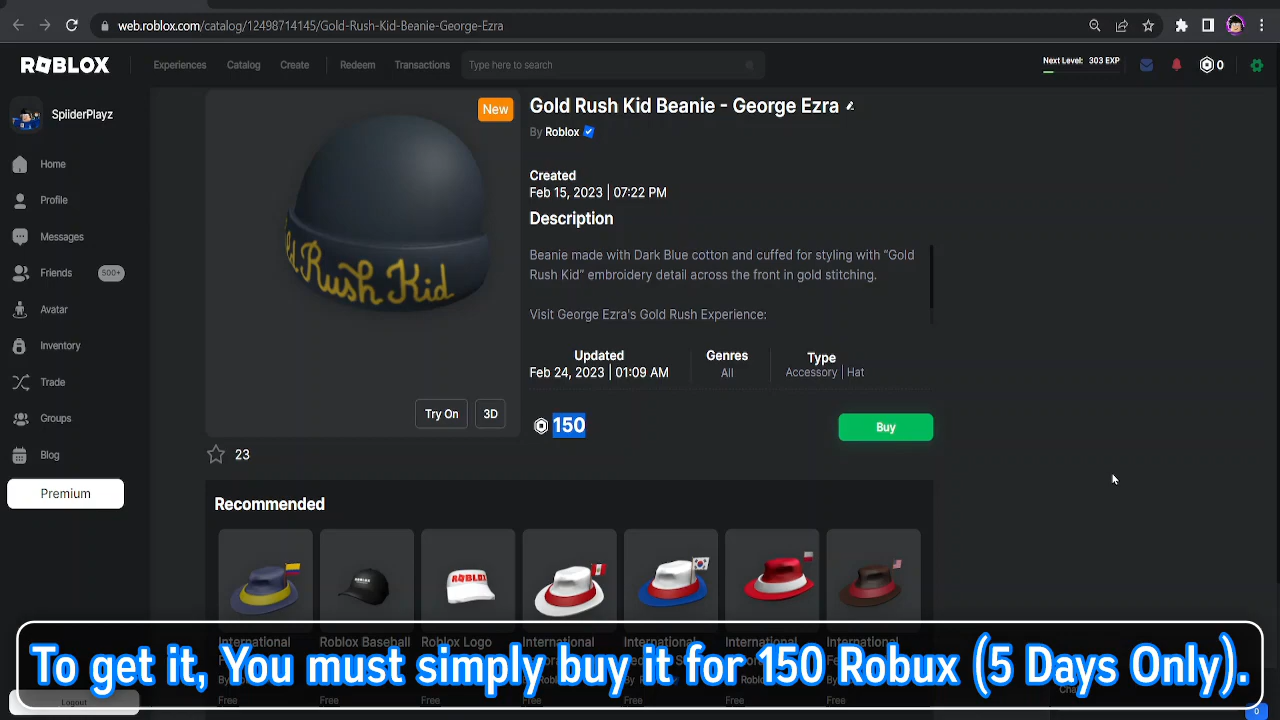 web.roblox.com/catalog/12498714145/Gold-Rush-Kid-Beanie-George-Ezra
ROBLOX
Experiences
Catalog
Create
Redeem
Transactions
Type here to search
Next Level: 303 EXP
0
SpiiderPlayz
Home
Profile
Messages
Friends
500+
Avatar
Inventory
Trade
Groups
Blog
Premium
Logout
New
Rush Kid
Try On
3D
23
Gold Rush Kid Beanie - George Ezra
By Roblox
Created
Feb 15, 2023 | 07:22 PM
Description
Beanie made with Dark Blue cotton and cuffed for styling with “Gold
Rush Kid” embroidery detail across the front in gold stitching.
Visit George Ezra's Gold Rush Experience:
Updated
Feb 24, 2023 | 01:09 AM
Genres
All
Type
Accessory | Hat
150
Buy
Recommended
ROBLOX
International
Roblox Baseball
Roblox Logo
International
International
International
International
To get it, You must simply buy it for 150 Robux (5 Days Only).
Free
Free
Free
Free
Free
Free
Free
0